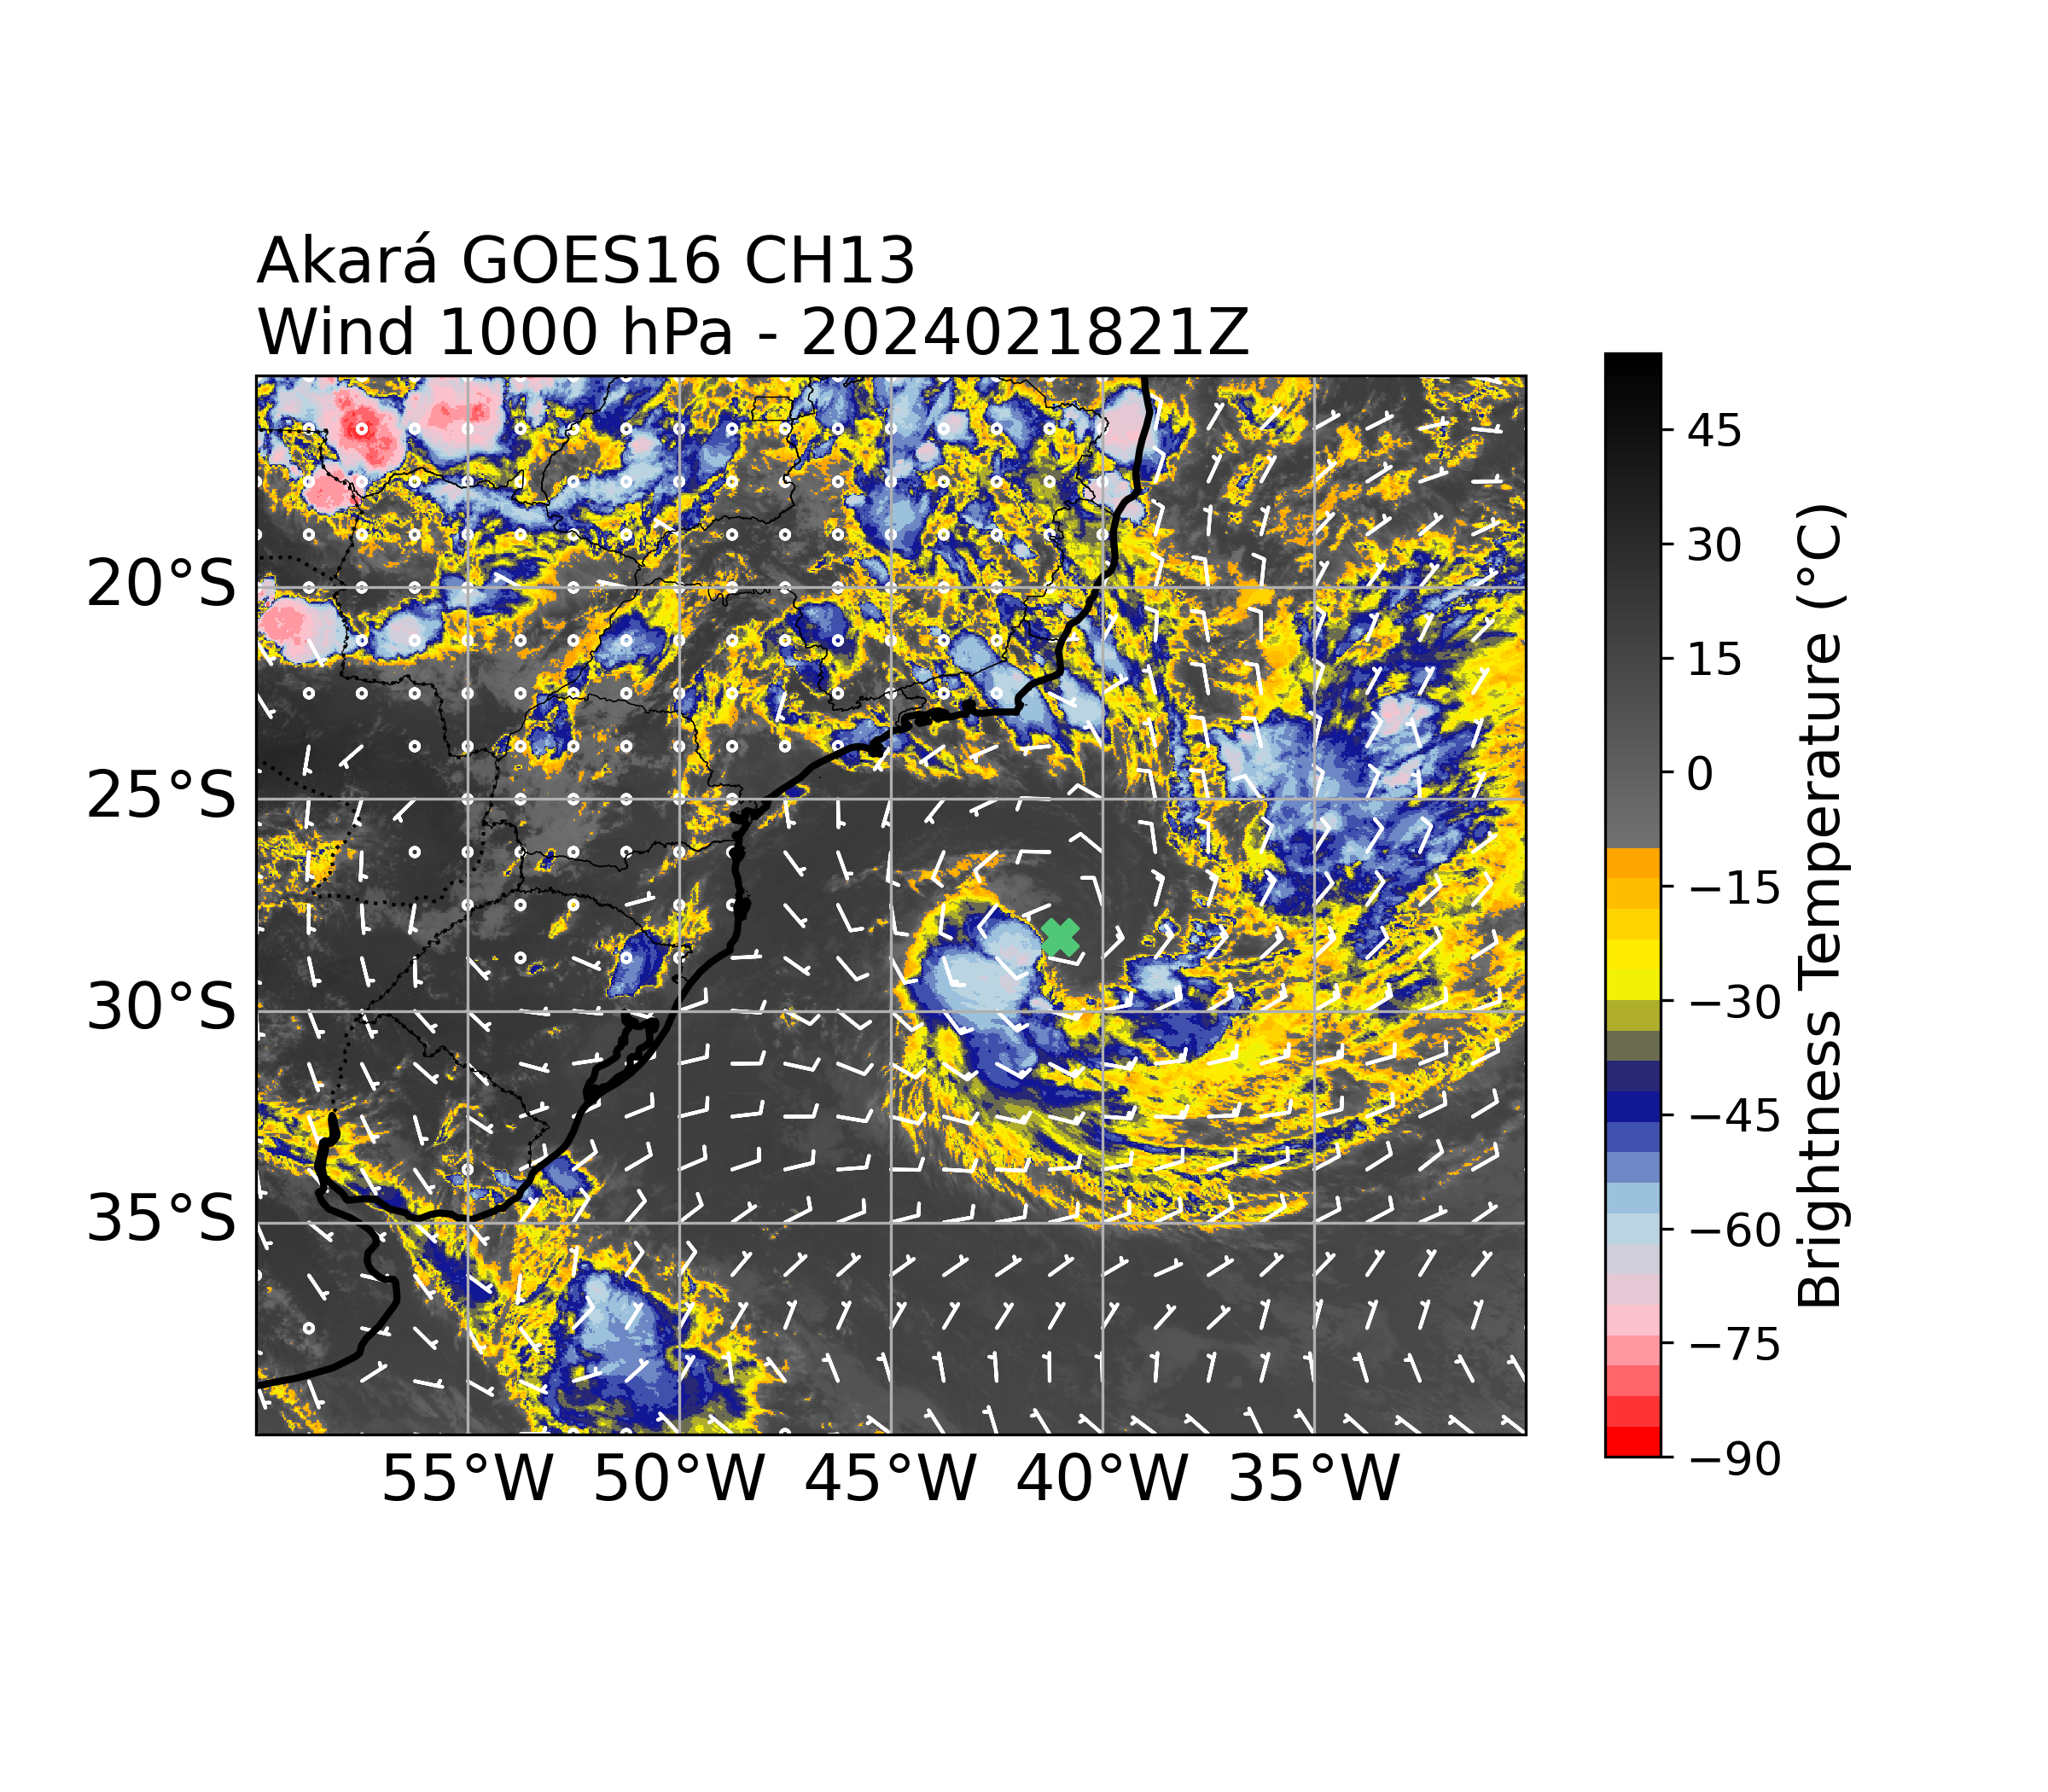 Akará GOES16 CH13
Wind 1000 hPa - 2024021821Z
20°S
25°S
30°S
35°S
55°W 50°W 45°W 40°W 35°W
45
30
15
0
−15
−30
−45
−60
−75
−90
Brightness Temperature (°C)